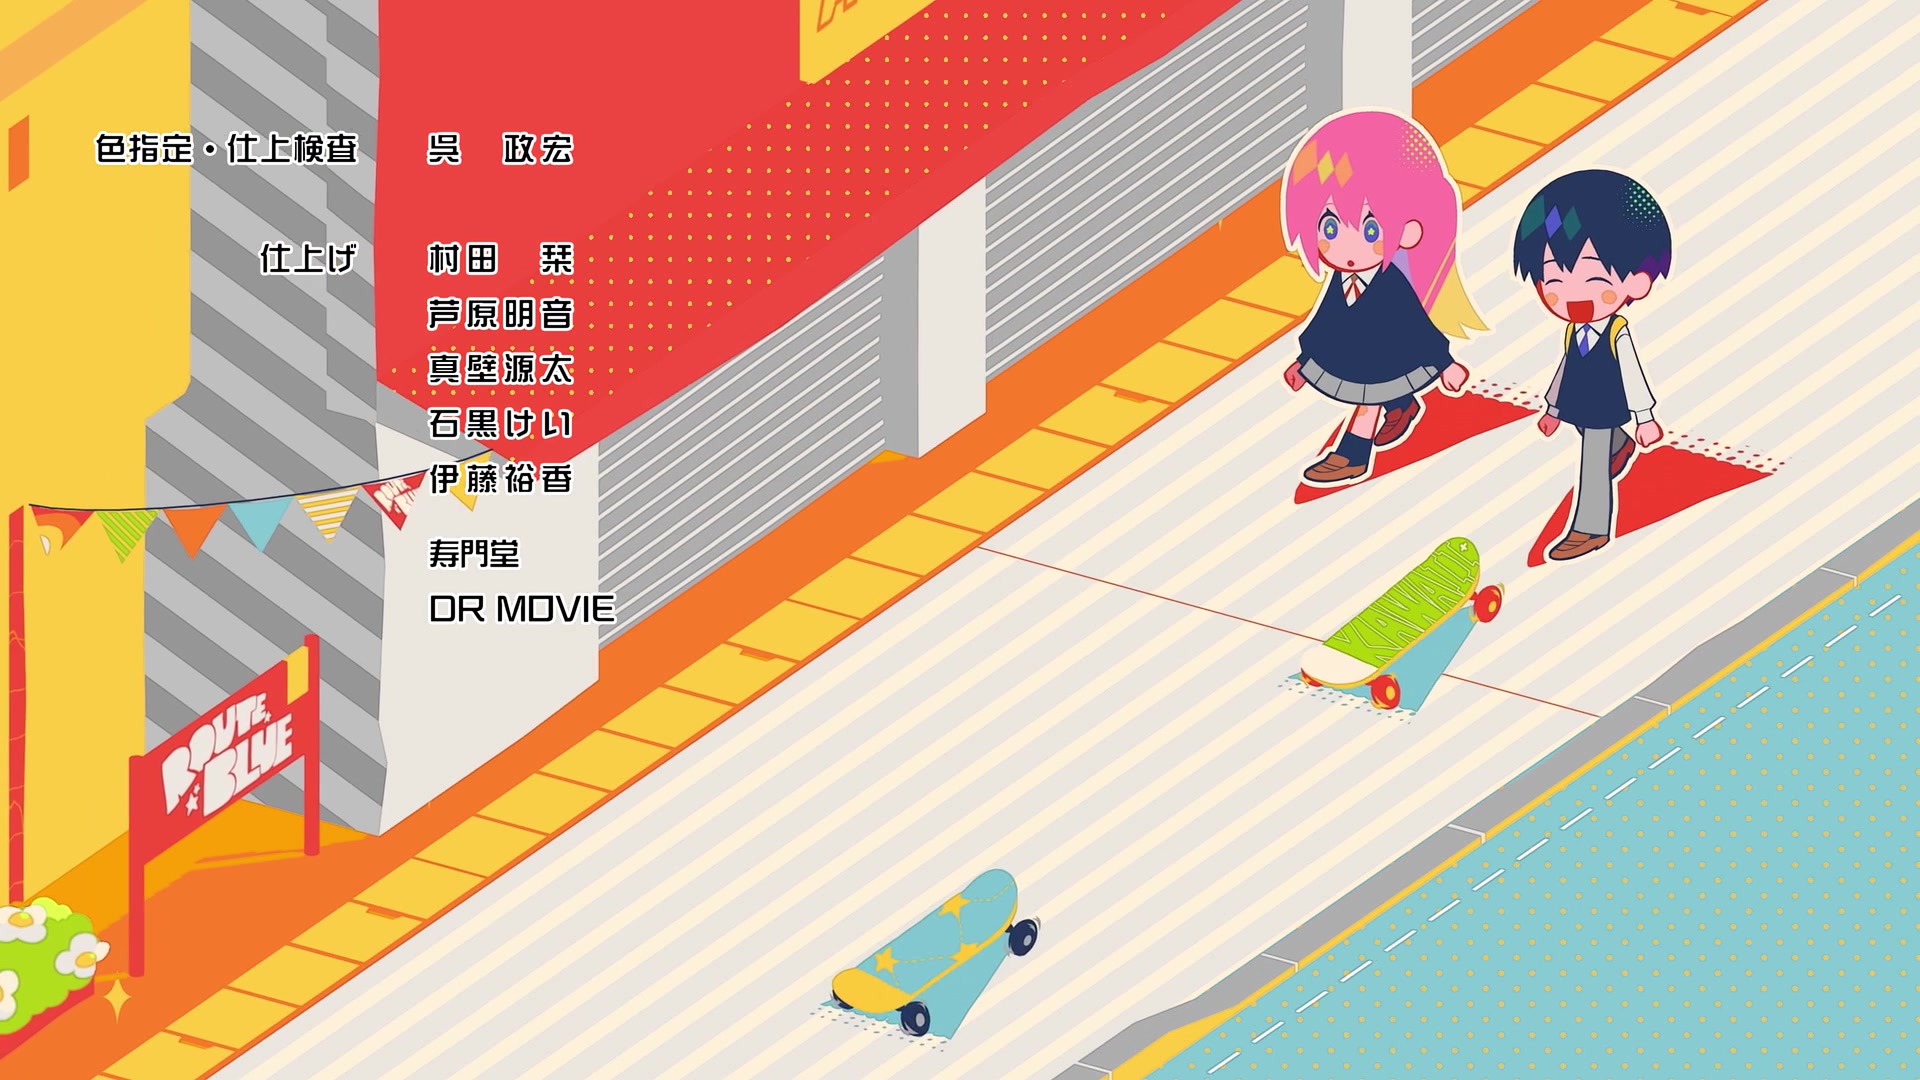 色指定・仕上検査 呉 政宏
仕上げ 村田 栞
芦原明音
真壁源太
石黒けい
伊藤裕香
寿門堂
DR MOVIE
ROUTE
BLUE
KAWAII